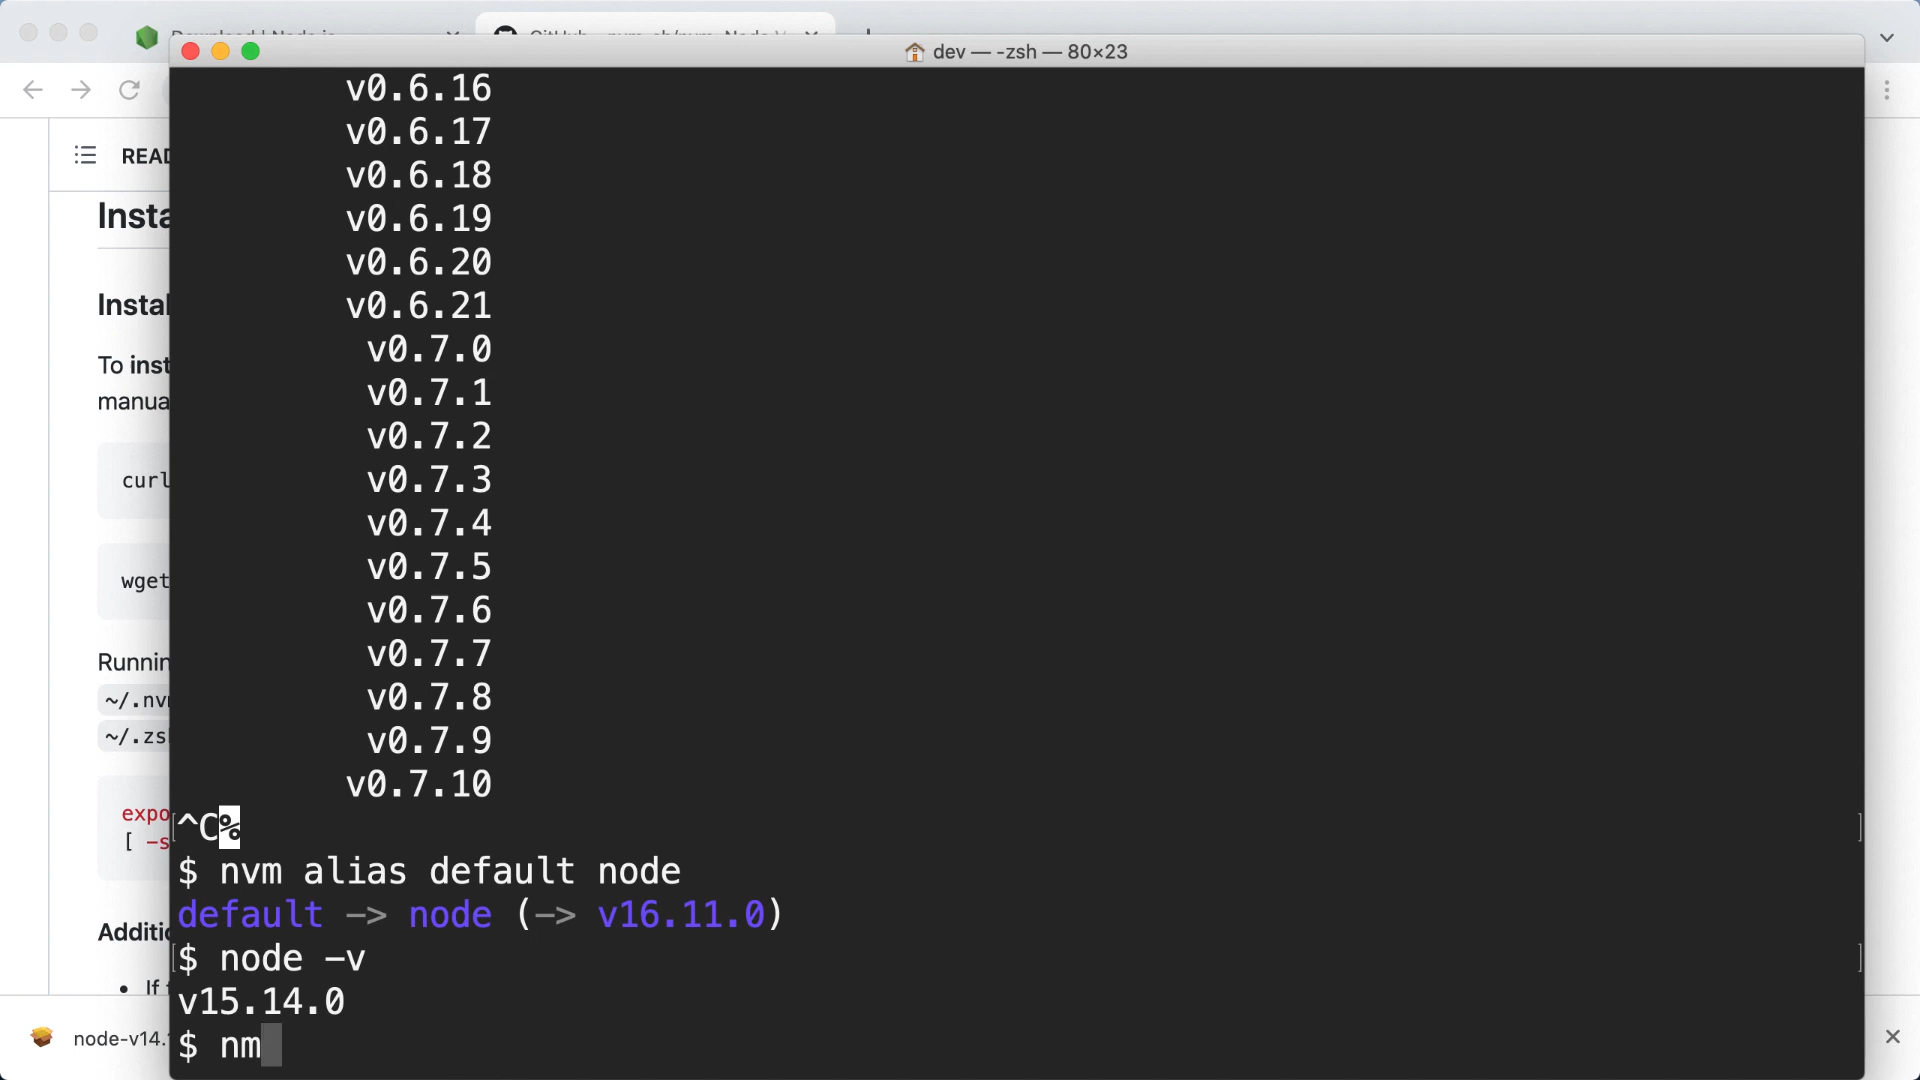 dev — -zsh — 80×23
READ
Insta
Instal
To inst
manua
curl
wget
Runnin
~/.nvm
~/.zs
expo
[ -s
Additio
If
node-v14.
v0.6.16
v0.6.17
v0.6.18
v0.6.19
v0.6.20
v0.6.21
v0.7.0
v0.7.1
v0.7.2
v0.7.3
v0.7.4
v0.7.5
v0.7.6
v0.7.7
v0.7.8
v0.7.9
v0.7.10
^C%
$ nvm alias default node
default -> node (-> v16.11.0)
$ node -v
v15.14.0
$ nm